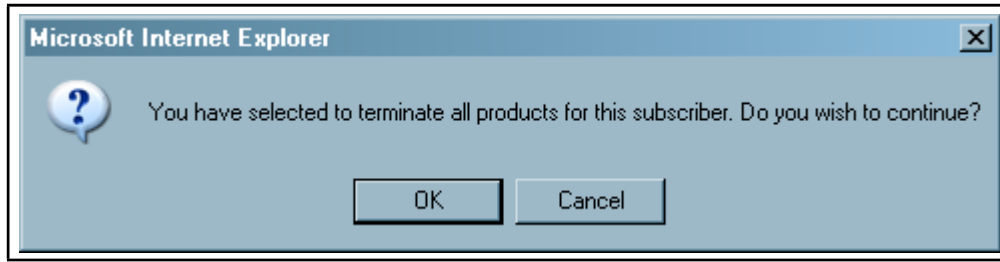 Microsoft Internet Explorer
You have selected to terminate all products for this subscriber. Do you wish to continue?
OK
Cancel